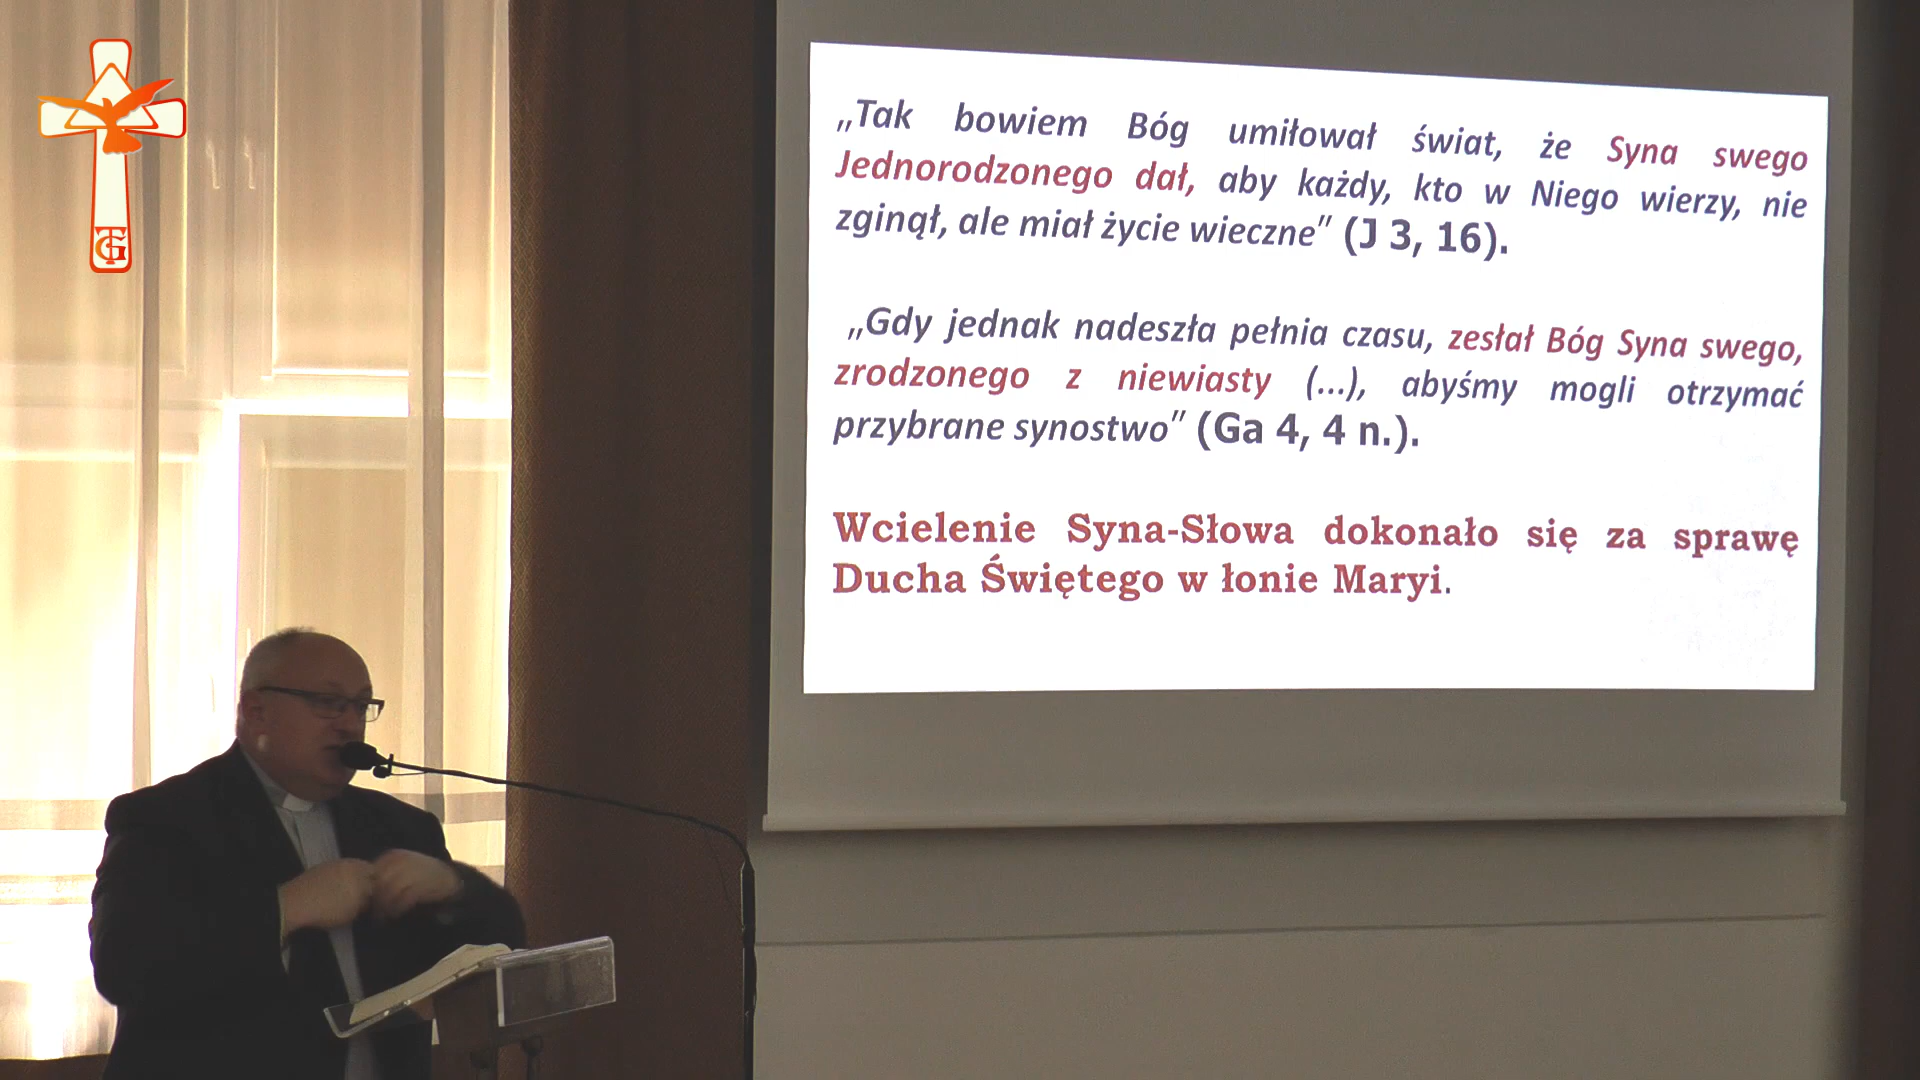 „Tak bowiem Bóg umiłował świat, że Syna swego
Jednorodzonego dał, aby każdy, kto w Niego wierzy, nie
zginął, ale miał życie wieczne” (J 3, 16).
„Gdy jednak nadeszła pełnia czasu, zesłał Bóg Syna swego,
zrodzonego z niewiasty (...), abyśmy mogli otrzymać
przybrane synostwo” (Ga 4, 4 n.).
Wcielenie Syna-Słowa dokonało się za sprawę
Ducha Świętego w łonie Maryi.